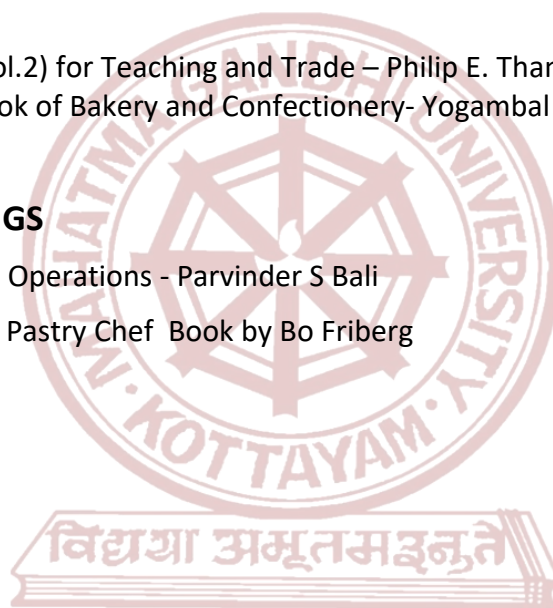 ol.2) for Teaching and Trade – Philip E. Than
ok of Bakery and Confectionery- Yogambal
GS
Operations - Parvinder S Bali
Pastry Chef Book by Bo Friberg
MAHATMA GANDHI UNIVERSITY
KOTTAYAM
विद्यया अमृतमश्नुते